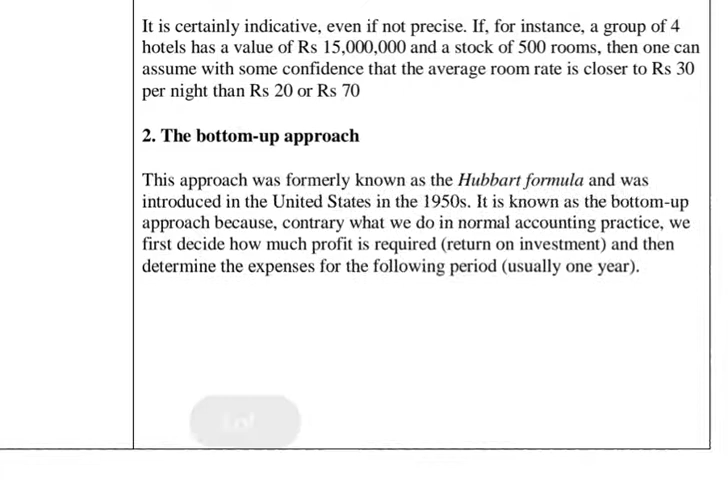 It is certainly indicative, even if not precise. If, for instance, a group of 4
hotels has a value of Rs 15,000,000 and a stock of 500 rooms, then one can
assume with some confidence that the average room rate is closer to Rs 30
per night than Rs 20 or Rs 70
2. The bottom-up approach
This approach was formerly known as the Hubbart formula and was
introduced in the United States in the 1950s. It is known as the bottom-up
approach because, contrary what we do in normal accounting practice, we
first decide how much profit is required (return on investment) and then
determine the expenses for the following period (usually one year).